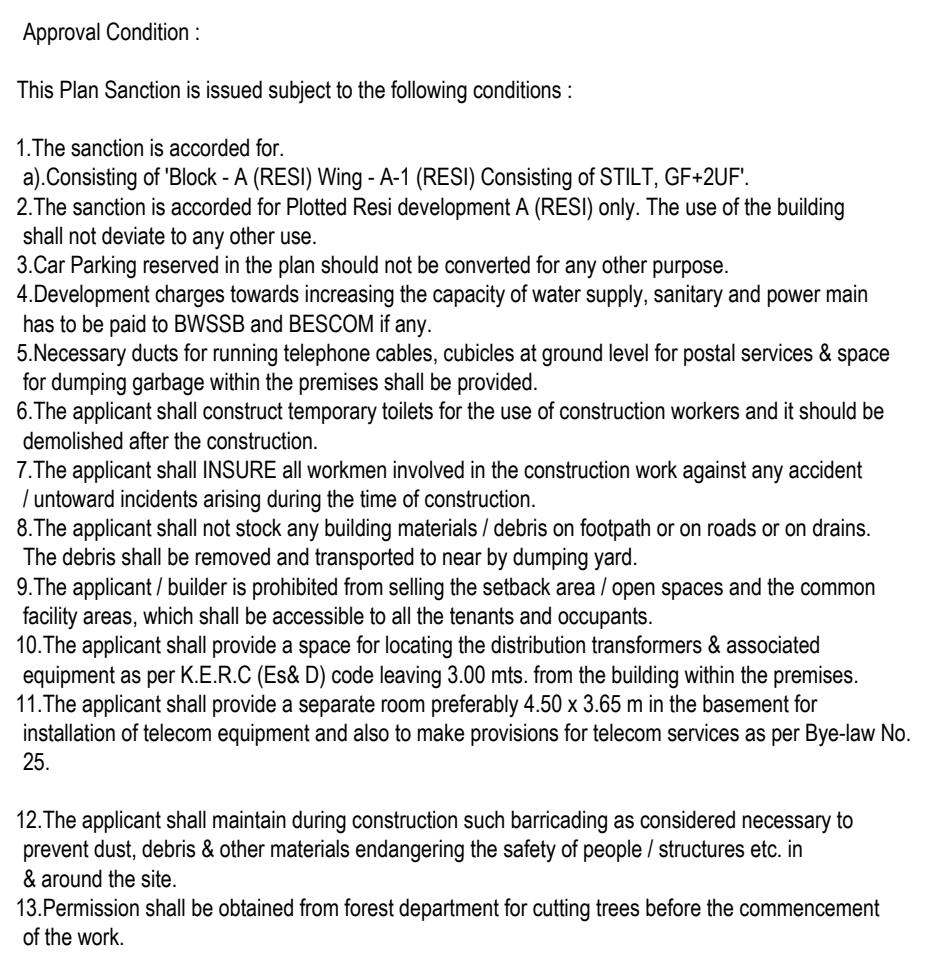 Approval Condition :
This Plan Sanction is issued subject to the following conditions :
1.The sanction is accorded for.
a).Consisting of 'Block - A (RESI) Wing - A-1 (RESI) Consisting of STILT, GF+2UF'.
2.The sanction is accorded for Plotted Resi development A (RESI) only. The use of the building
shall not deviate to any other use.
3.Car Parking reserved in the plan should not be converted for any other purpose.
4.Development charges towards increasing the capacity of water supply, sanitary and power main
has to be paid to BWSSB and BESCOM if any.
5.Necessary ducts for running telephone cables, cubicles at ground level for postal services & space
for dumping garbage within the premises shall be provided.
6.The applicant shall construct temporary toilets for the use of construction workers and it should be
demolished after the construction.
7.The applicant shall INSURE all workmen involved in the construction work against any accident
/ untoward incidents arising during the time of construction.
8.The applicant shall not stock any building materials / debris on footpath or on roads or on drains.
The debris shall be removed and transported to near by dumping yard.
9.The applicant / builder is prohibited from selling the setback area / open spaces and the common
facility areas, which shall be accessible to all the tenants and occupants.
10.The applicant shall provide a space for locating the distribution transformers & associated
equipment as per K.E.R.C (Es& D) code leaving 3.00 mts. from the building within the premises.
11.The applicant shall provide a separate room preferably 4.50 x 3.65 m in the basement for
installation of telecom equipment and also to make provisions for telecom services as per Bye-law No.
25.
12.The applicant shall maintain during construction such barricading as considered necessary to
prevent dust, debris & other materials endangering the safety of people / structures etc. in
& around the site.
13.Permission shall be obtained from forest department for cutting trees before the commencement
of the work.